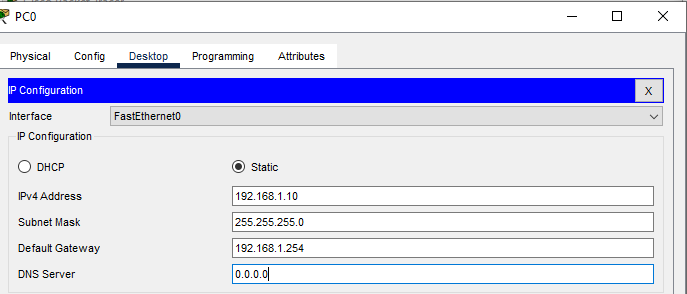 PC0
Physical Config Desktop Programming Attributes
IP Configuration X
Interface FastEthernet0
IP Configuration
DHCP Static
IPv4 Address 192.168.1.10
Subnet Mask 255.255.255.0
Default Gateway 192.168.1.254
DNS Server 0.0.0.0